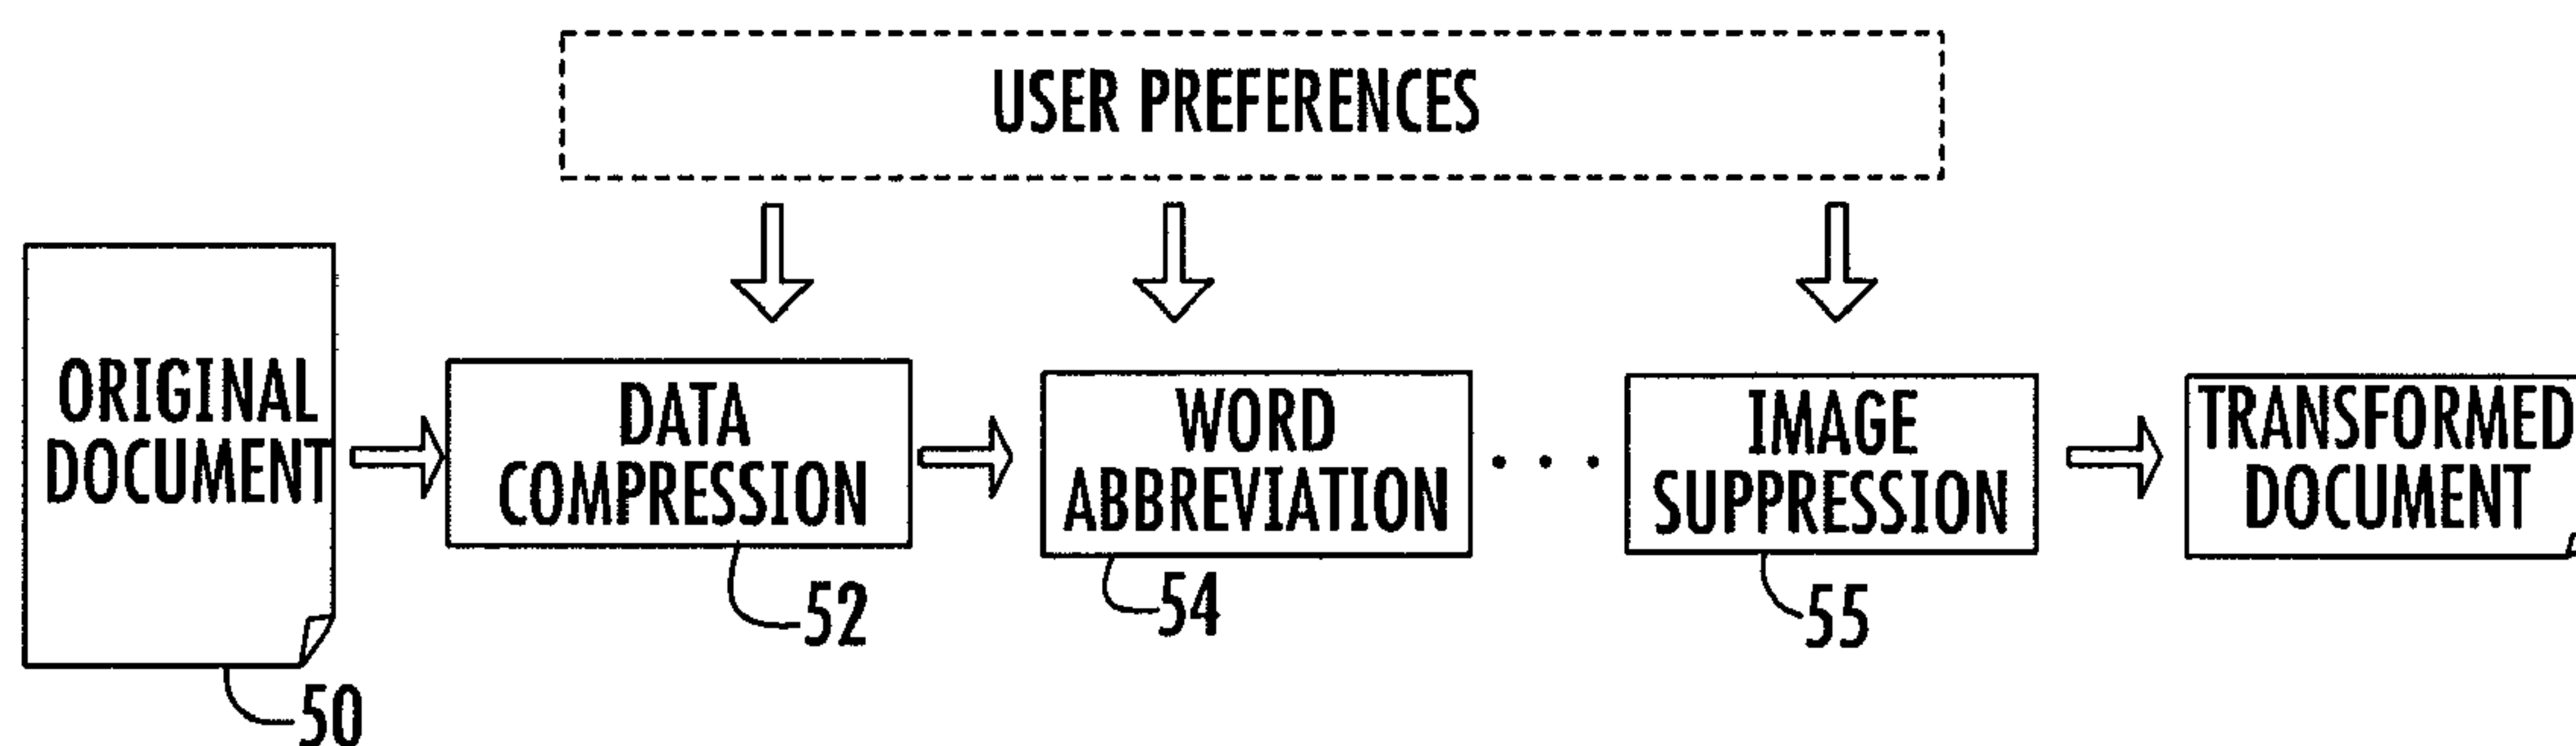 USER PREFERENCES
ORIGINAL
DOCUMENT
DATA
COMPRESSION
WORD
ABBREVIATION
. . .
IMAGE
SUPPRESSION
TRANSFORMED
DOCUMENT
52
54
55
50